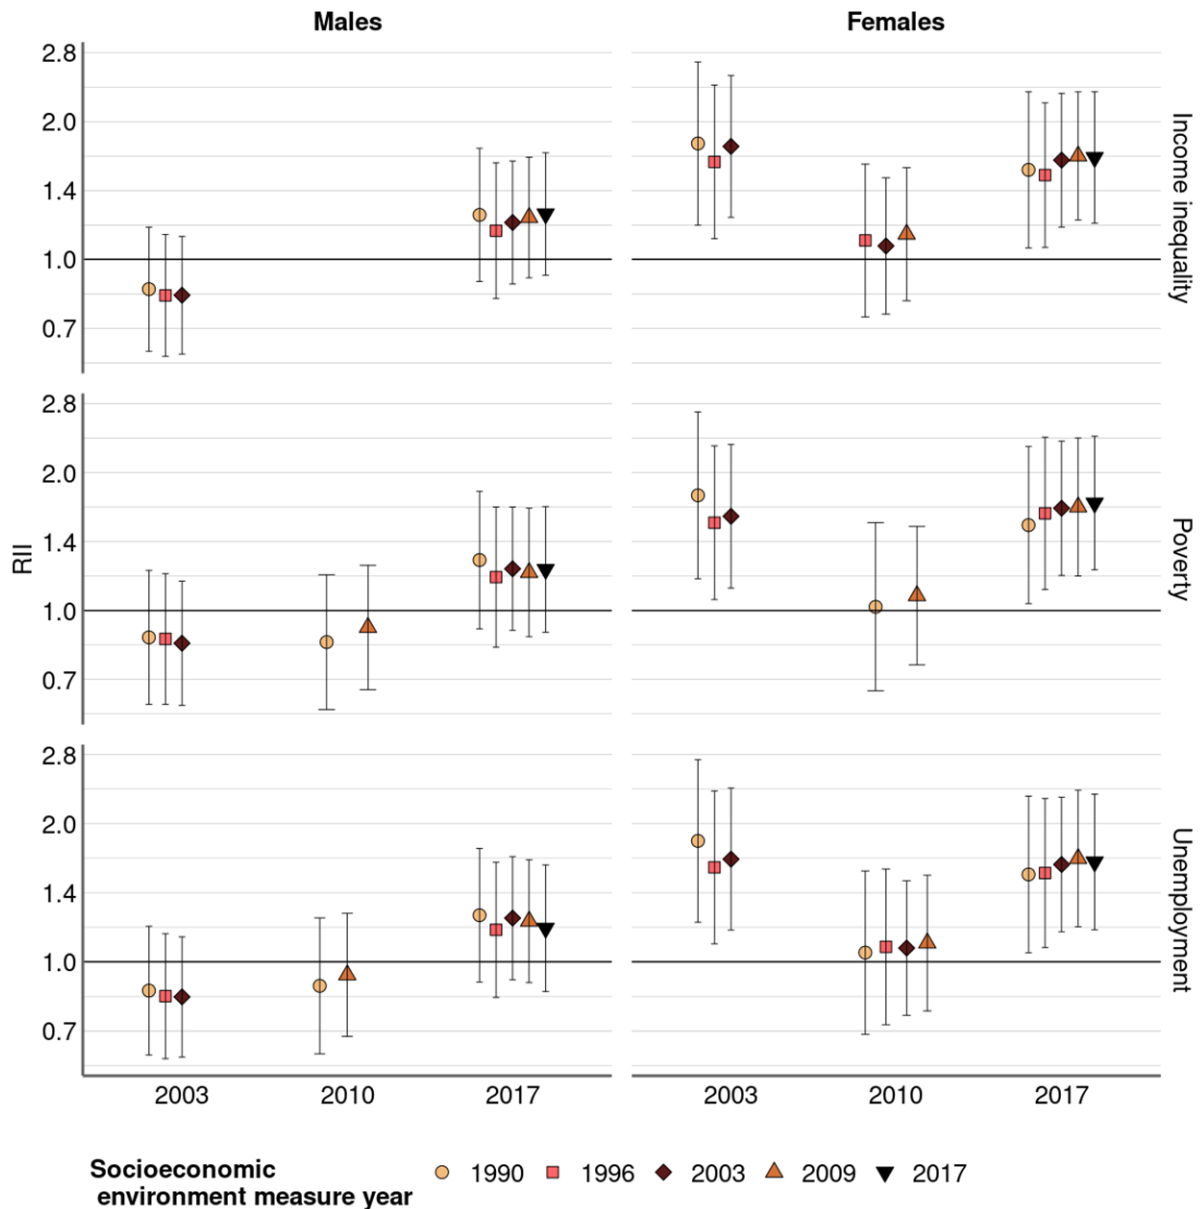 Males
Females
2.8
2.0
1.4
1.0
0.7
Income inequality
2.8
2.0
1.4
1.0
0.7
Poverty
RII
2.8
2.0
1.4
1.0
0.7
Unemployment
2003 2010 2017
2003 2010 2017
Socioeconomic
environment measure year
1990 1996 2003 2009 2017